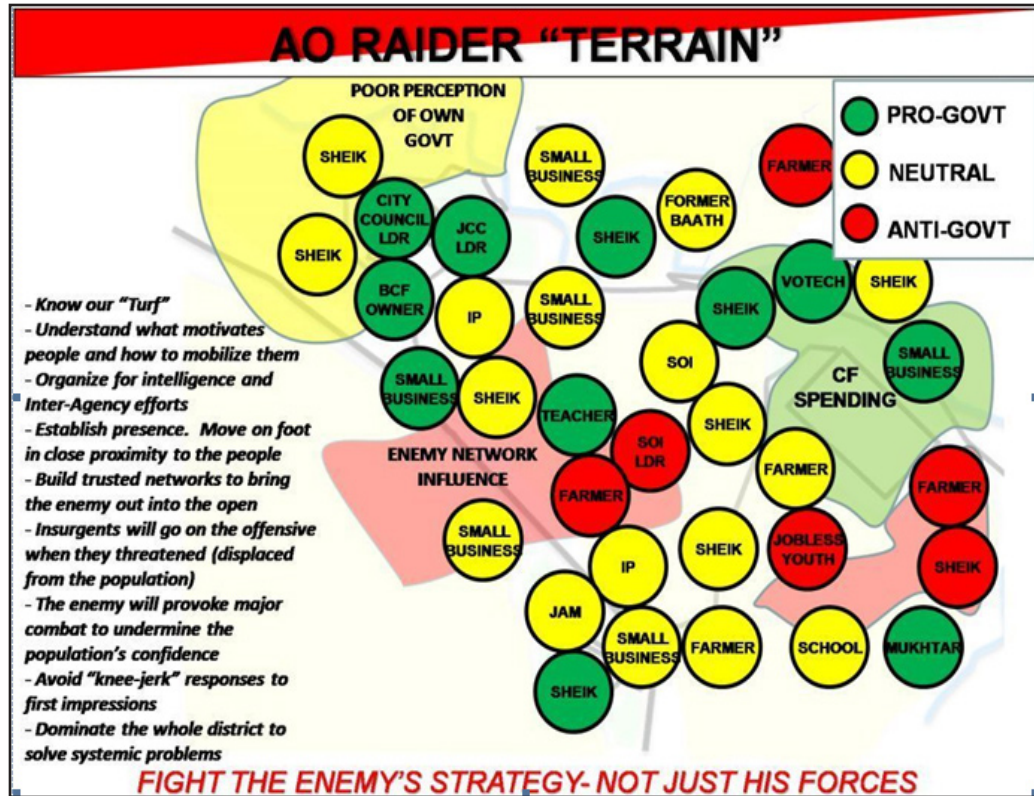 AO RAIDER “TERRAIN”
POOR PERCEPTION
OF OWN
GOVT
PRO-GOVT
NEUTRAL
ANTI-GOVT
SHEIK
SMALL
BUSINESS
FARMER
CITY
COUNCIL
LDR
JCC
LDR
SHEIK
FORMER
BAATH
SHEIK
BCF
OWNER
IP
SMALL
BUSINESS
SHEIK
VOTECH
SHEIK
SMALL
BUSINESS
SHEIK
TEACHER
SOI
SHEIK
CF
SPENDING
SMALL
BUSINESS
ENEMY NETWORK
INFLUENCE
SOI
LDR
FARMER
FARMER
FARMER
SMALL
BUSINESS
IP
SHEIK
JOBLESS
YOUTH
SHEIK
JAM
SMALL
BUSINESS
FARMER
SCHOOL
MUKHTAR
SHEIK
- Know our “Turf”
- Understand what motivates
people and how to mobilize them
- Organize for intelligence and
Inter-Agency efforts
- Establish presence. Move on foot
in close proximity to the people
- Build trusted networks to bring
the enemy out into the open
- Insurgents will go on the offensive
when they threatened (displaced
from the population)
- The enemy will provoke major
combat to undermine the
population’s confidence
- Avoid “knee-jerk” responses to
first impressions
- Dominate the whole district to
solve systemic problems
FIGHT THE ENEMY’S STRATEGY- NOT JUST HIS FORCES